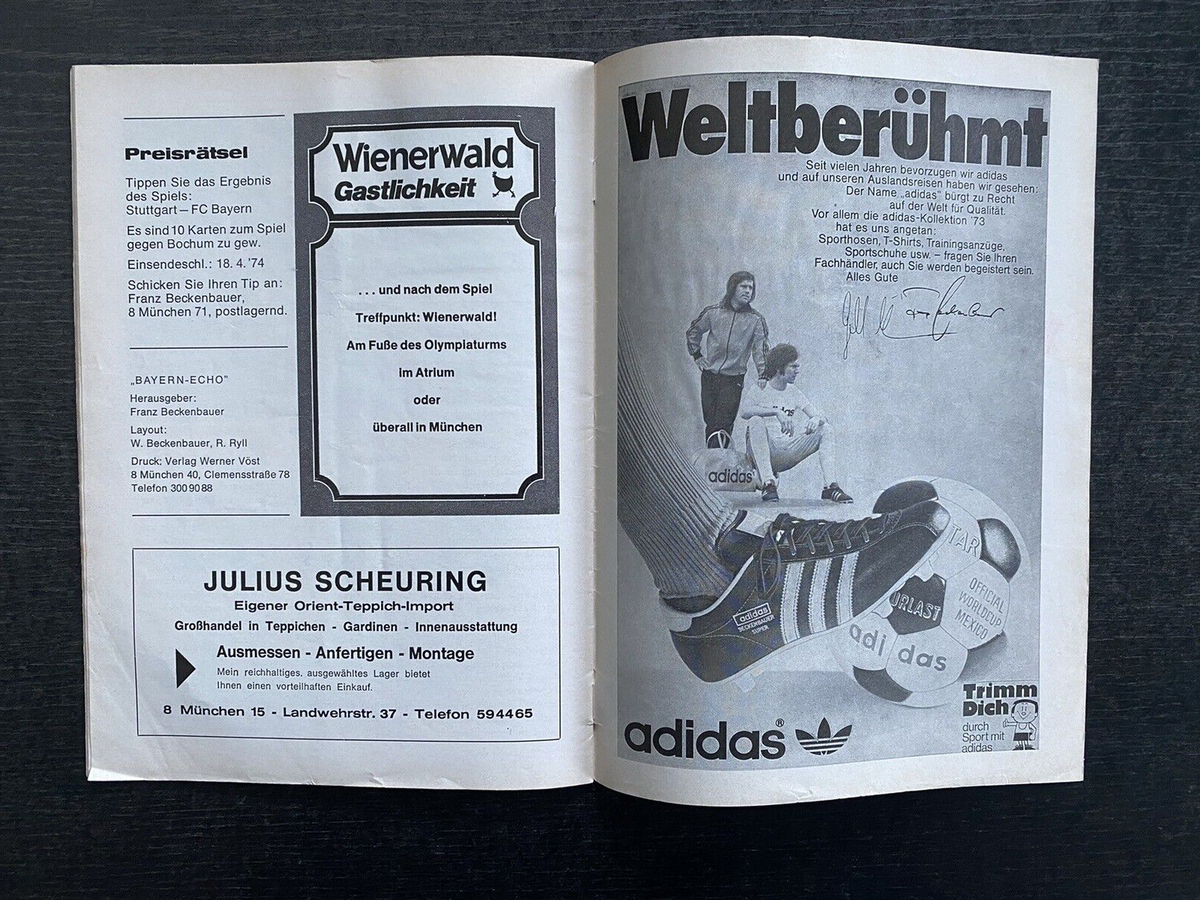 Preisrätsel
Tippen Sie das Ergebnis
des Spiels:
Stuttgart – FC Bayern
Es sind 10 Karten zum Spiel
gegen Bochum zu gew.
Einsendeschl.: 18. 4. '74
Schicken Sie Ihren Tip an:
Franz Beckenbauer,
8 München 71, postlagernd.
„BAYERN-ECHO"
Herausgeber:
Franz Beckenbauer
Layout:
W. Beckenbauer, R. Ryll
Druck: Verlag Werner Vöst
8 München 40, Clemensstraße 78
Telefon 300 90 88
Wienerwald
Gastlichkeit
. . . und nach dem Spiel
Treffpunkt: Wienerwald!
Am Fuße des Olympiaturms
im Atrium
oder
überall in München
JULIUS SCHEURING
Eigener Orient-Teppich-Import
Großhandel in Teppichen - Gardinen - Innenausstattung
Ausmessen - Anfertigen - Montage
Mein reichhaltiges, ausgewähltes Lager bietet
Ihnen einen vorteilhaften Einkauf.
8 München 15 - Landwehrstr. 37 - Telefon 594465
Weltberühmt
Seit vielen Jahren bevorzugen wir adidas
und auf unseren Auslandsreisen haben wir gesehen:
Der Name „adidas" bürgt zu Recht
auf der Welt für Qualität.
Vor allem die adidas-Kollektion '73
hat es uns angetan:
Sporthosen, T-Shirts, Trainingsanzüge,
Sportschuhe usw. – fragen Sie Ihren
Fachhändler, auch Sie werden begeistert sein.
Alles Gute
adidas
adidas
BECKENBAUER
SUPER
TAR
URLAST
OFFICIAL
WORLDCUP
MEXICO
adidas
adidas®
Trimm
Dich
durch
Sport mit
adidas